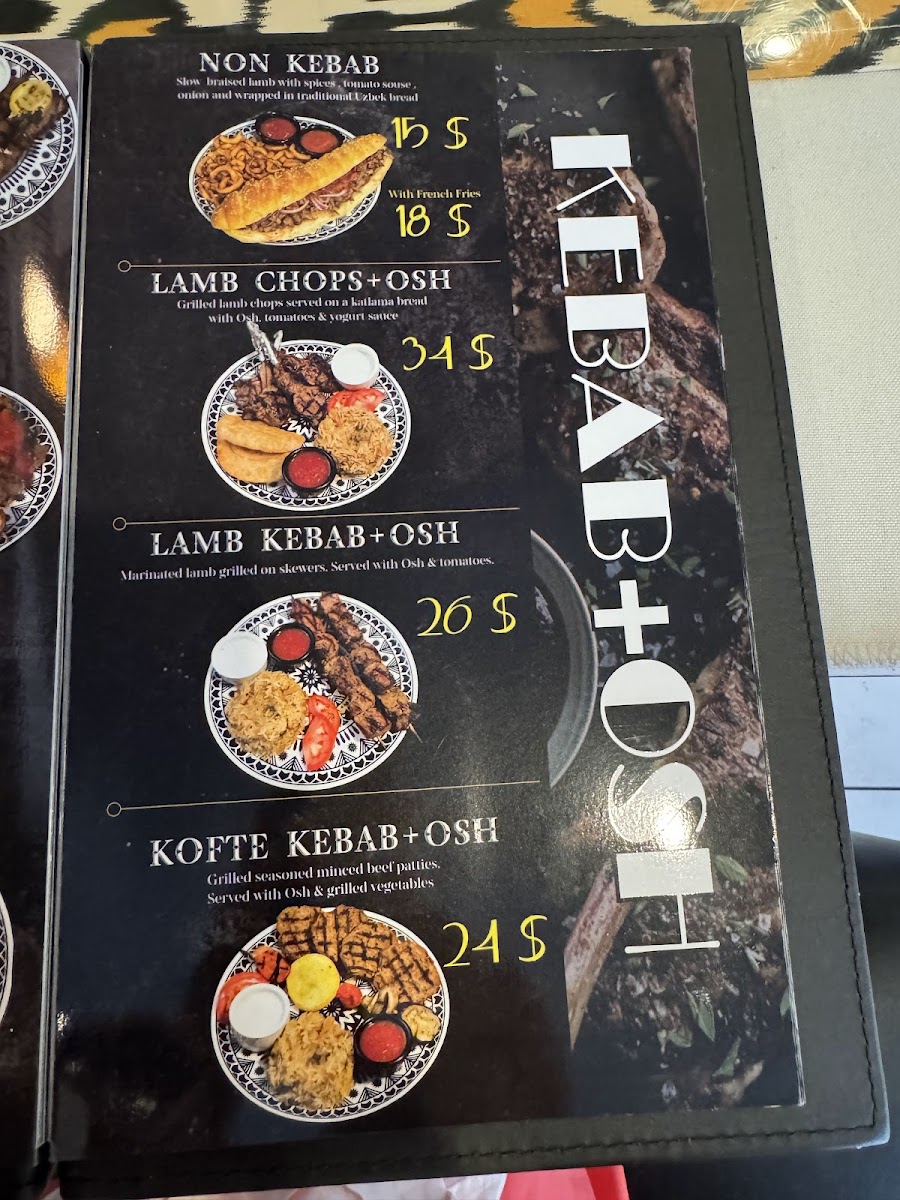 NON KEBAB
Slow braised lamb with spices , tomato souse ,
onion and wrapped in traditional Uzbek bread
15 $
With French Fries
18 $
LAMB CHOPS+OSH
Grilled lamb chops served on a katlama bread
with Osh, tomatoes & yogurt sauce
34 $
LAMB KEBAB+OSH
Marinated lamb grilled on skewers. Served with Osh & tomatoes.
26 $
KOFTE KEBAB+OSH
Grilled seasoned minced beef patties.
Served with Osh & grilled vegetables
24 $
KEBAB+OSH